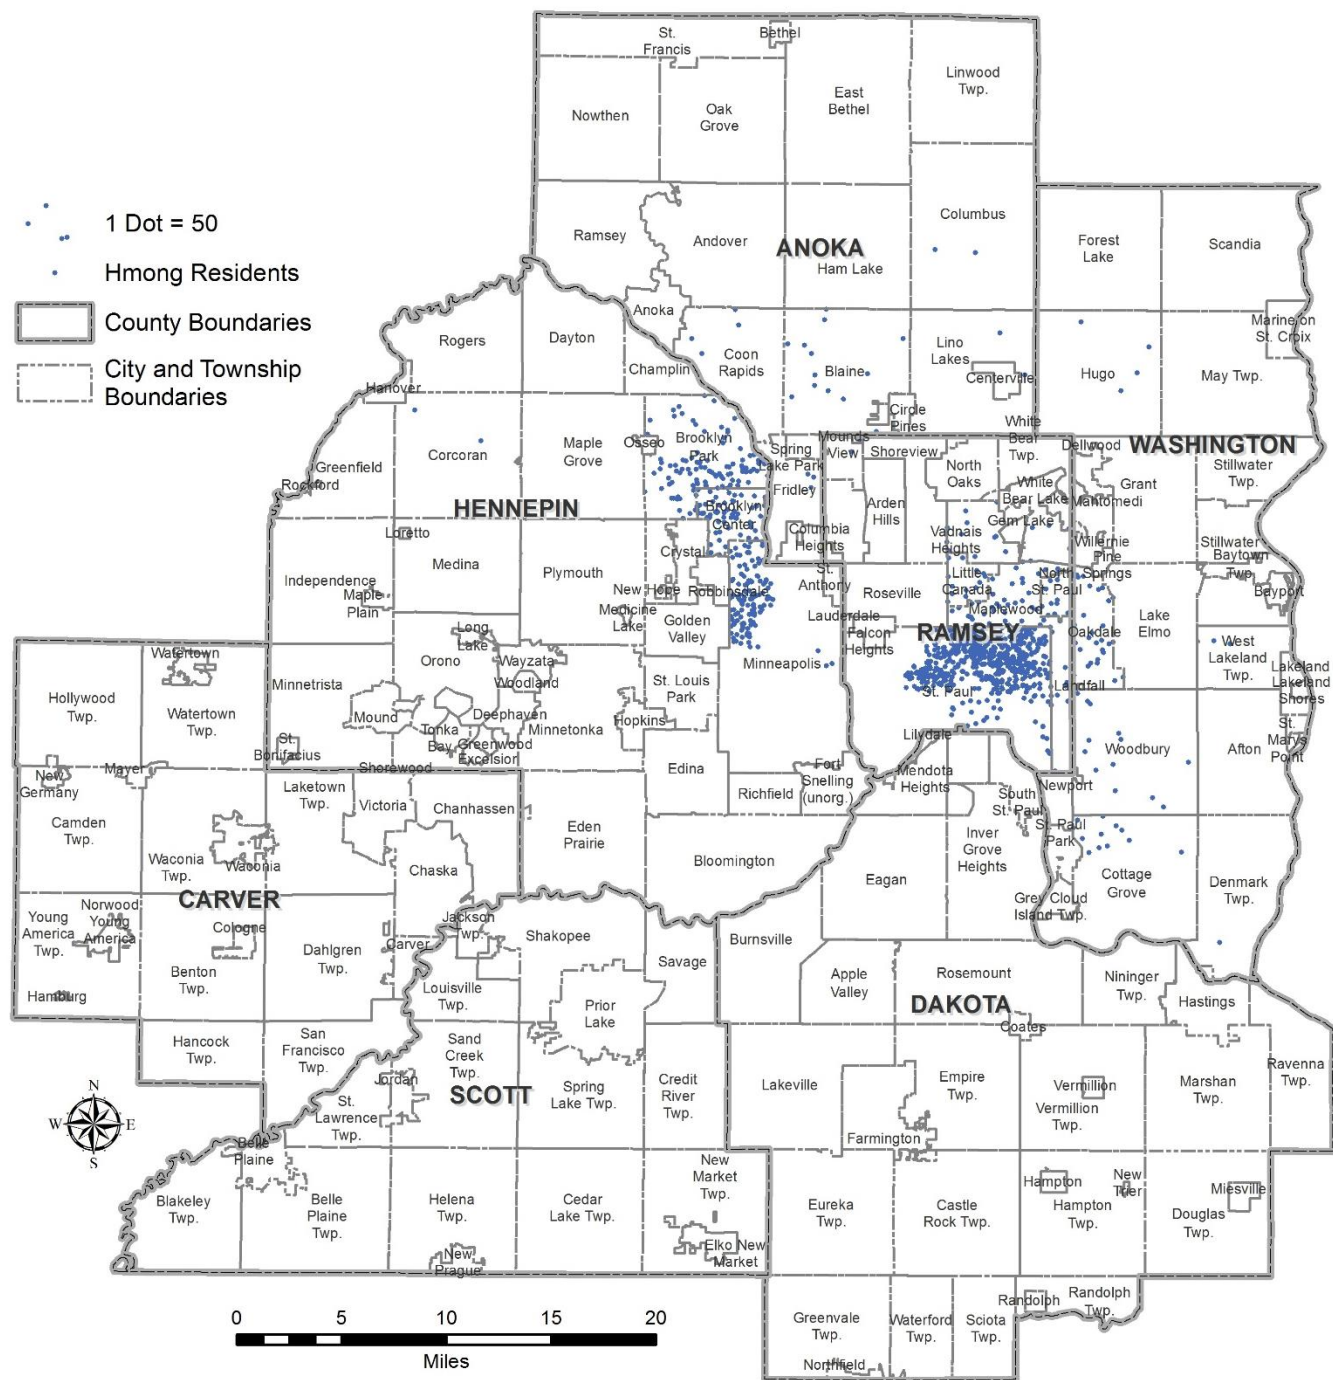 St.
Francis
Bethel
Linwood
Twp.
East
Bethel
Oak
Grove
Nowthen
1 Dot = 50
Hmong Residents
County Boundaries
City and Township
Boundaries
Columbus
Ramsey
Andover
ANOKA
Ham Lake
Forest
Lake
Scandia
Anoka
Marine on
St. Croix
Rogers
Dayton
Champlin
Coon
Rapids
Blaine
Lino
Lakes
Centerville
Hugo
May Twp.
Hanover
Circle
Pines
Corcoran
Maple
Grove
Osseo
Brooklyn
Park
Spring
Lake Park
Mounds
View
Shoreview
White
Bear
Twp.
Dellwood
WASHINGTON
Greenfield
Rockford
HENNEPIN
Fridley
North
Oaks
White
Bear Lake
Mahtomedi
Grant
Stillwater
Twp.
Arden
Hills
Gem Lake
Brooklyn
Center
Loretto
Columbia
Heights
Vadnais
Heights
Willernie
Pine
Springs
Stillwater
Baytown
Twp.
Bayport
Medina
Plymouth
Crystal
Independence
Maple
Plain
New Hope
Robbinsdale
St.
Anthony
Roseville
Little
Canada
North
St. Paul
Medicine
Lake
Golden
Valley
Lauderdale
Maplewood
Falcon
Heights
RAMSEY
Oakdale
Lake
Elmo
West
Lakeland
Twp.
Lakeland
Lakeland
Shores
Long
Lake
Orono
Wayzata
Woodland
Watertown
Hollywood
Twp.
Watertown
Twp.
Minnetrista
Minneapolis
St. Louis
Park
St. Paul
Landfall
Mound
Deephaven
Tonka
Bay
Greenwood
Excelsior
Minnetonka
Hopkins
St.
Bonifacius
Shorewood
Lilydale
Mendota
Heights
Woodbury
Afton
St.
Marys
Point
Mayer
New
Germany
Laketown
Twp.
Victoria
Chanhassen
Edina
Richfield
Fort
Snelling
(unorg.)
South
St. Paul
Newport
St. Paul
Park
Camden
Twp.
Waconia
Twp.
Waconia
Chaska
Eden
Prairie
Bloomington
Inver
Grove
Heights
Eagan
Cottage
Grove
Grey Cloud
Island Twp.
Denmark
Twp.
CARVER
Young
America
Twp.
Norwood
Young
America
Cologne
Jackson
Twp.
Shakopee
Burnsville
Dahlgren
Twp.
Carver
Savage
Benton
Twp.
Hamburg
Louisville
Twp.
Prior
Lake
Apple
Valley
Rosemount
DAKOTA
Coates
Nininger
Twp.
Hastings
Hancock
Twp.
San
Francisco
Twp.
Sand
Creek
Twp.
Jordan
SCOTT
Spring
Lake Twp.
Credit
River
Twp.
Lakeville
Empire
Twp.
Vermillion
Vermillion
Twp.
Marshan
Twp.
Ravenna
Twp.
N
W
E
S
St.
Lawrence
Twp.
Farmington
Belle
Plaine
Blakeley
Twp.
Belle
Plaine
Twp.
Helena
Twp.
Cedar
Lake Twp.
New
Market
Twp.
Elko New
Market
New
Prague
Eureka
Twp.
Castle
Rock Twp.
Hampton
Hampton
Twp.
New
Trier
Douglas
Twp.
Miesville
Randolph
Randolph
Twp.
Greenvale
Twp.
Waterford
Twp.
Sciota
Twp.
Northfield
0 5 10 15 20
Miles